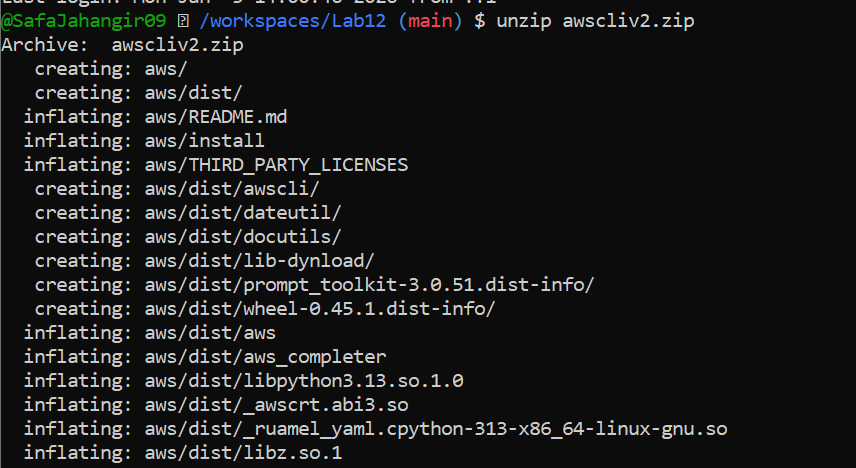 @SafaJahangir09 /workspaces/Lab12 (main) $ unzip awscliv2.zip
Archive:  awscliv2.zip
   creating: aws/
   creating: aws/dist/
  inflating: aws/README.md
  inflating: aws/install
  inflating: aws/THIRD_PARTY_LICENSES
   creating: aws/dist/awscli/
   creating: aws/dist/dateutil/
   creating: aws/dist/docutils/
   creating: aws/dist/lib-dynload/
   creating: aws/dist/prompt_toolkit-3.0.51.dist-info/
   creating: aws/dist/wheel-0.45.1.dist-info/
  inflating: aws/dist/aws
  inflating: aws/dist/aws_completer
  inflating: aws/dist/libpython3.13.so.1.0
  inflating: aws/dist/_awscrt.abi3.so
  inflating: aws/dist/_ruamel_yaml.cpython-313-x86_64-linux-gnu.so
  inflating: aws/dist/libz.so.1